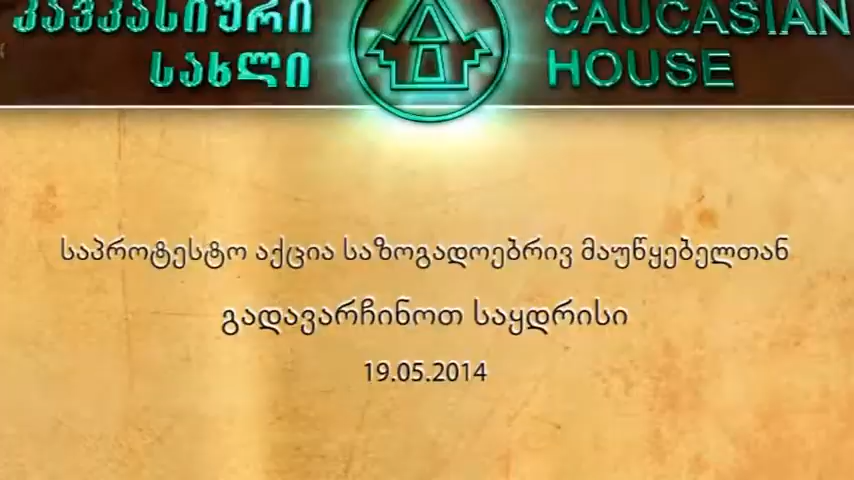 კავკასიური
სახლი
CAUCASIAN
HOUSE
საპროტესტო აქცია საზოგადოებრივ მაუწყებელთან
გადავარჩინოთ საყდრისი
19.05.2014